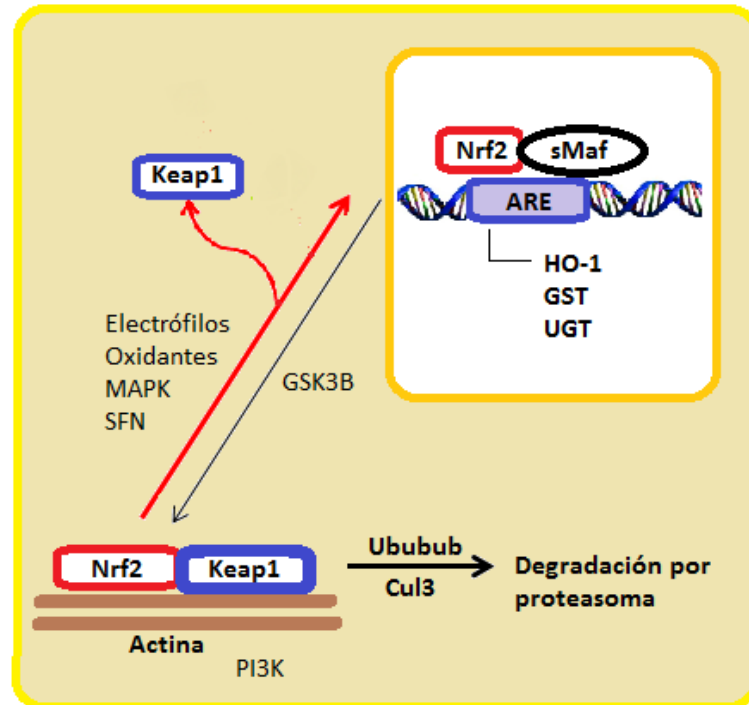 Nrf2
sMaf
Keap1
ARE
HO-1
GST
UGT
Electrófilos
Oxidantes
MAPK
SFN
GSK3B
Nrf2
Keap1
Ububub
Cul3
Degradación por
proteasoma
Actina
PI3K